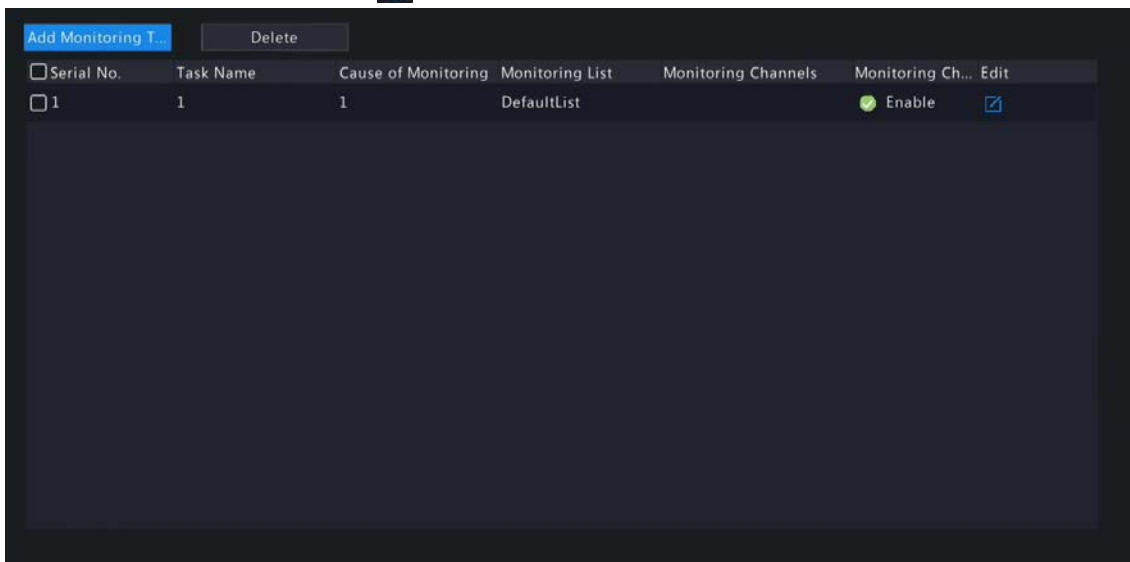 Add Monitoring T... Delete
Serial No. Task Name Cause of Monitoring Monitoring List Monitoring Channels Monitoring Ch... Edit
1 1 1 DefaultList Enable